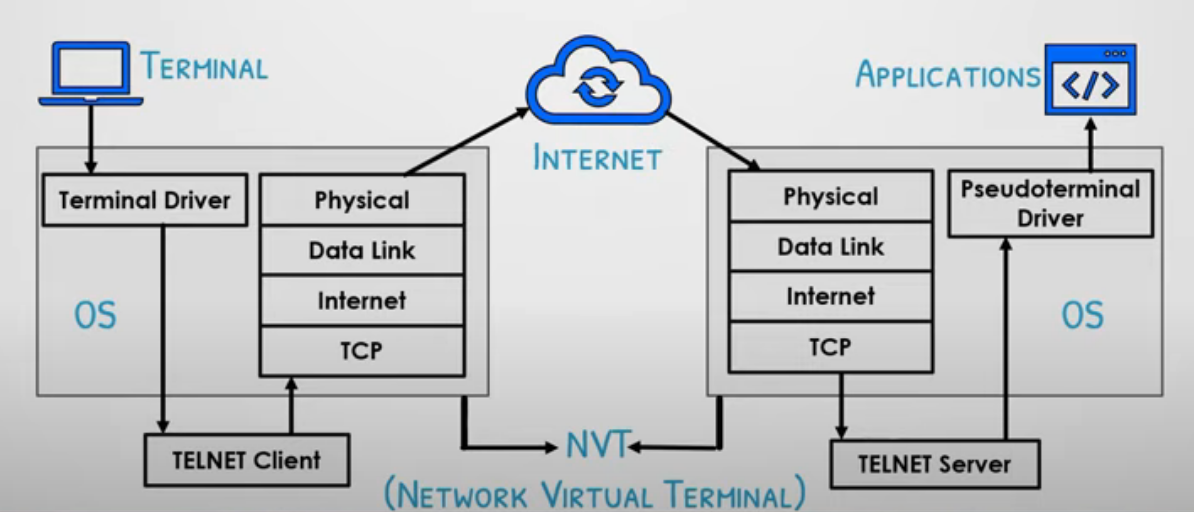 TERMINAL
INTERNET
APPLICATIONS
Terminal Driver
Physical
Data Link
Internet
TCP
OS
TELNET Client
Physical
Data Link
Internet
TCP
Pseudoterminal
Driver
OS
TELNET Server
NVT
(NETWORK VIRTUAL TERMINAL)